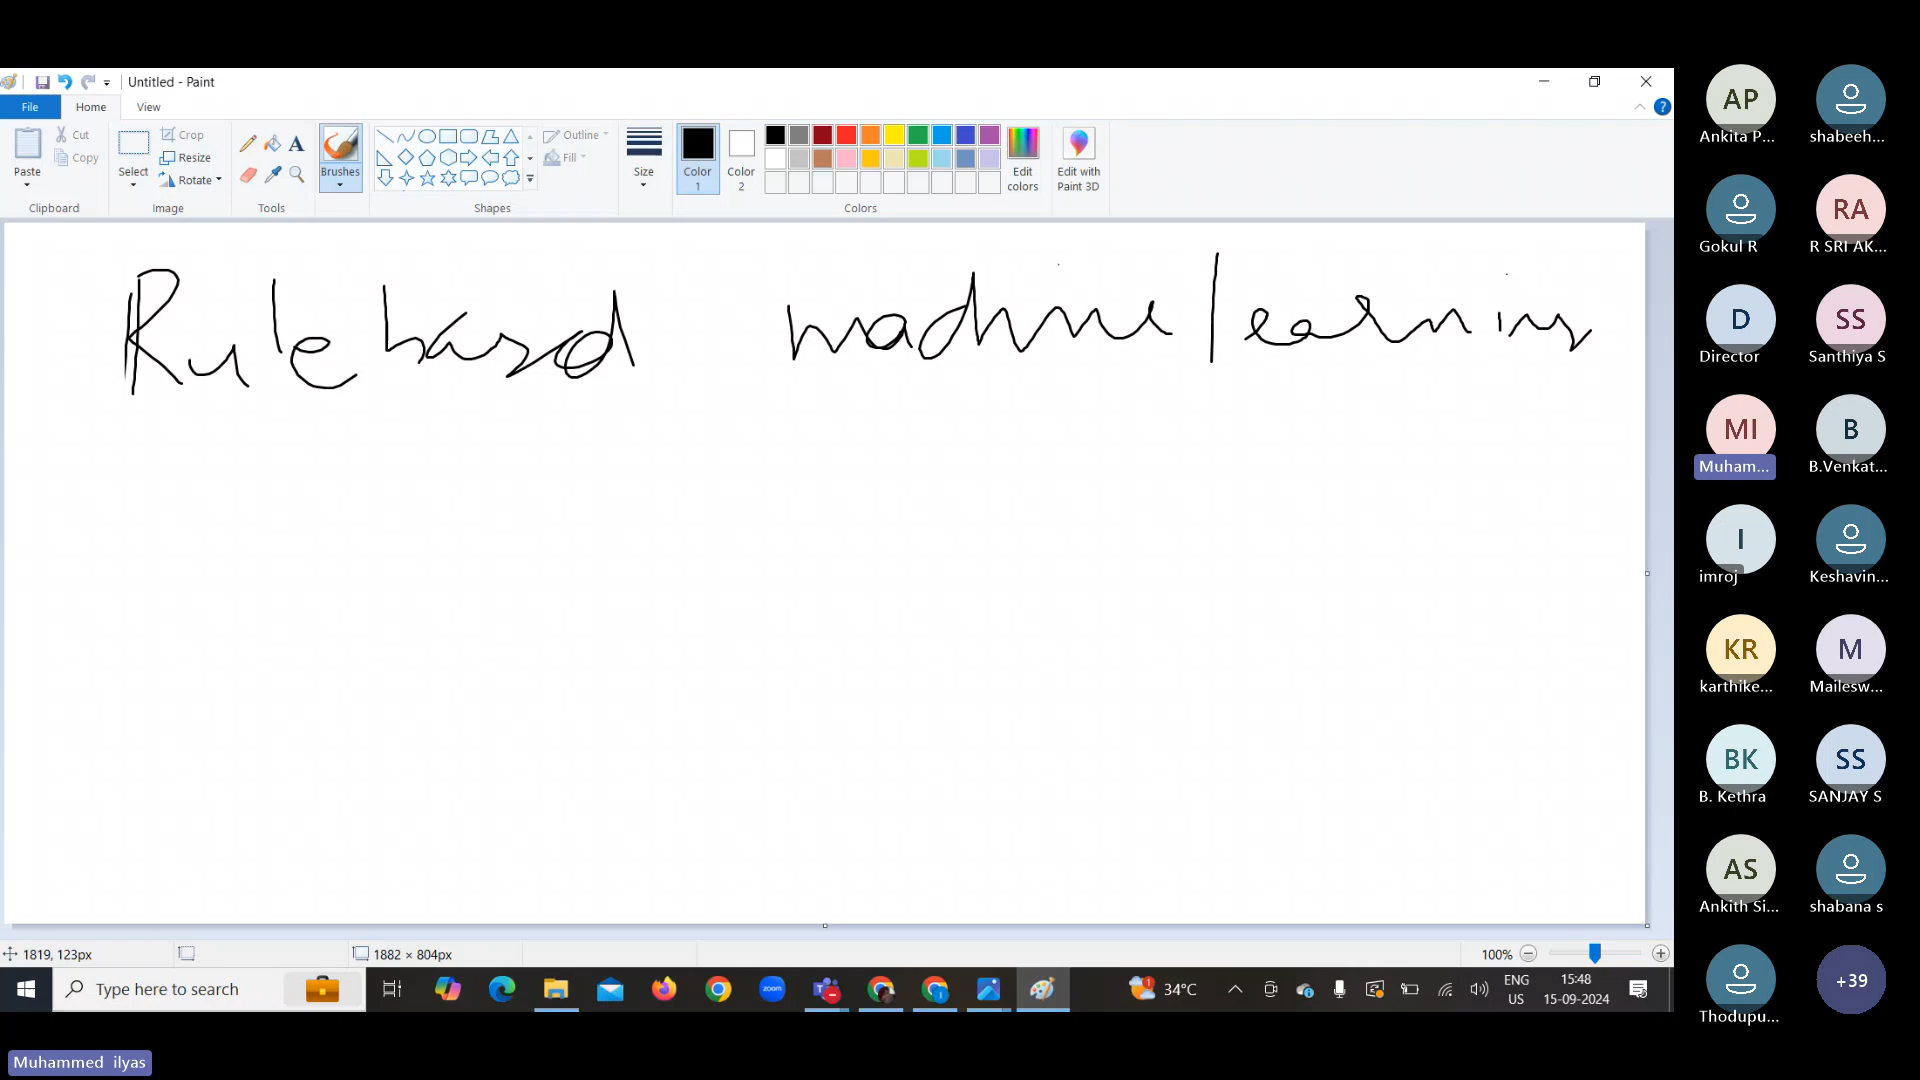 Untitled - Paint
File Home View
Paste Cut Copy Select Crop Resize Rotate Brushes Outline Fill Size Color 1 Color 2 Edit colors Edit with Paint 3D
Clipboard Image Tools Shapes Colors
Rule based machine learning
1819, 123px 1882 × 804px 100%
Type here to search zoom 34°C ENG US 15:48 15-09-2024
Muhammed ilyas
AP RA
Ankita P... shabeeh...
Gokul R R SRI AK...
D SS
Director Santhiya S
MI B
Muham... B.Venkat...
I
imroj Keshavin...
KR M
karthike... Mailesw...
BK SS
B. Kethra SANJAY S
AS
Ankith Si... shabana s
+39
Thodupu...